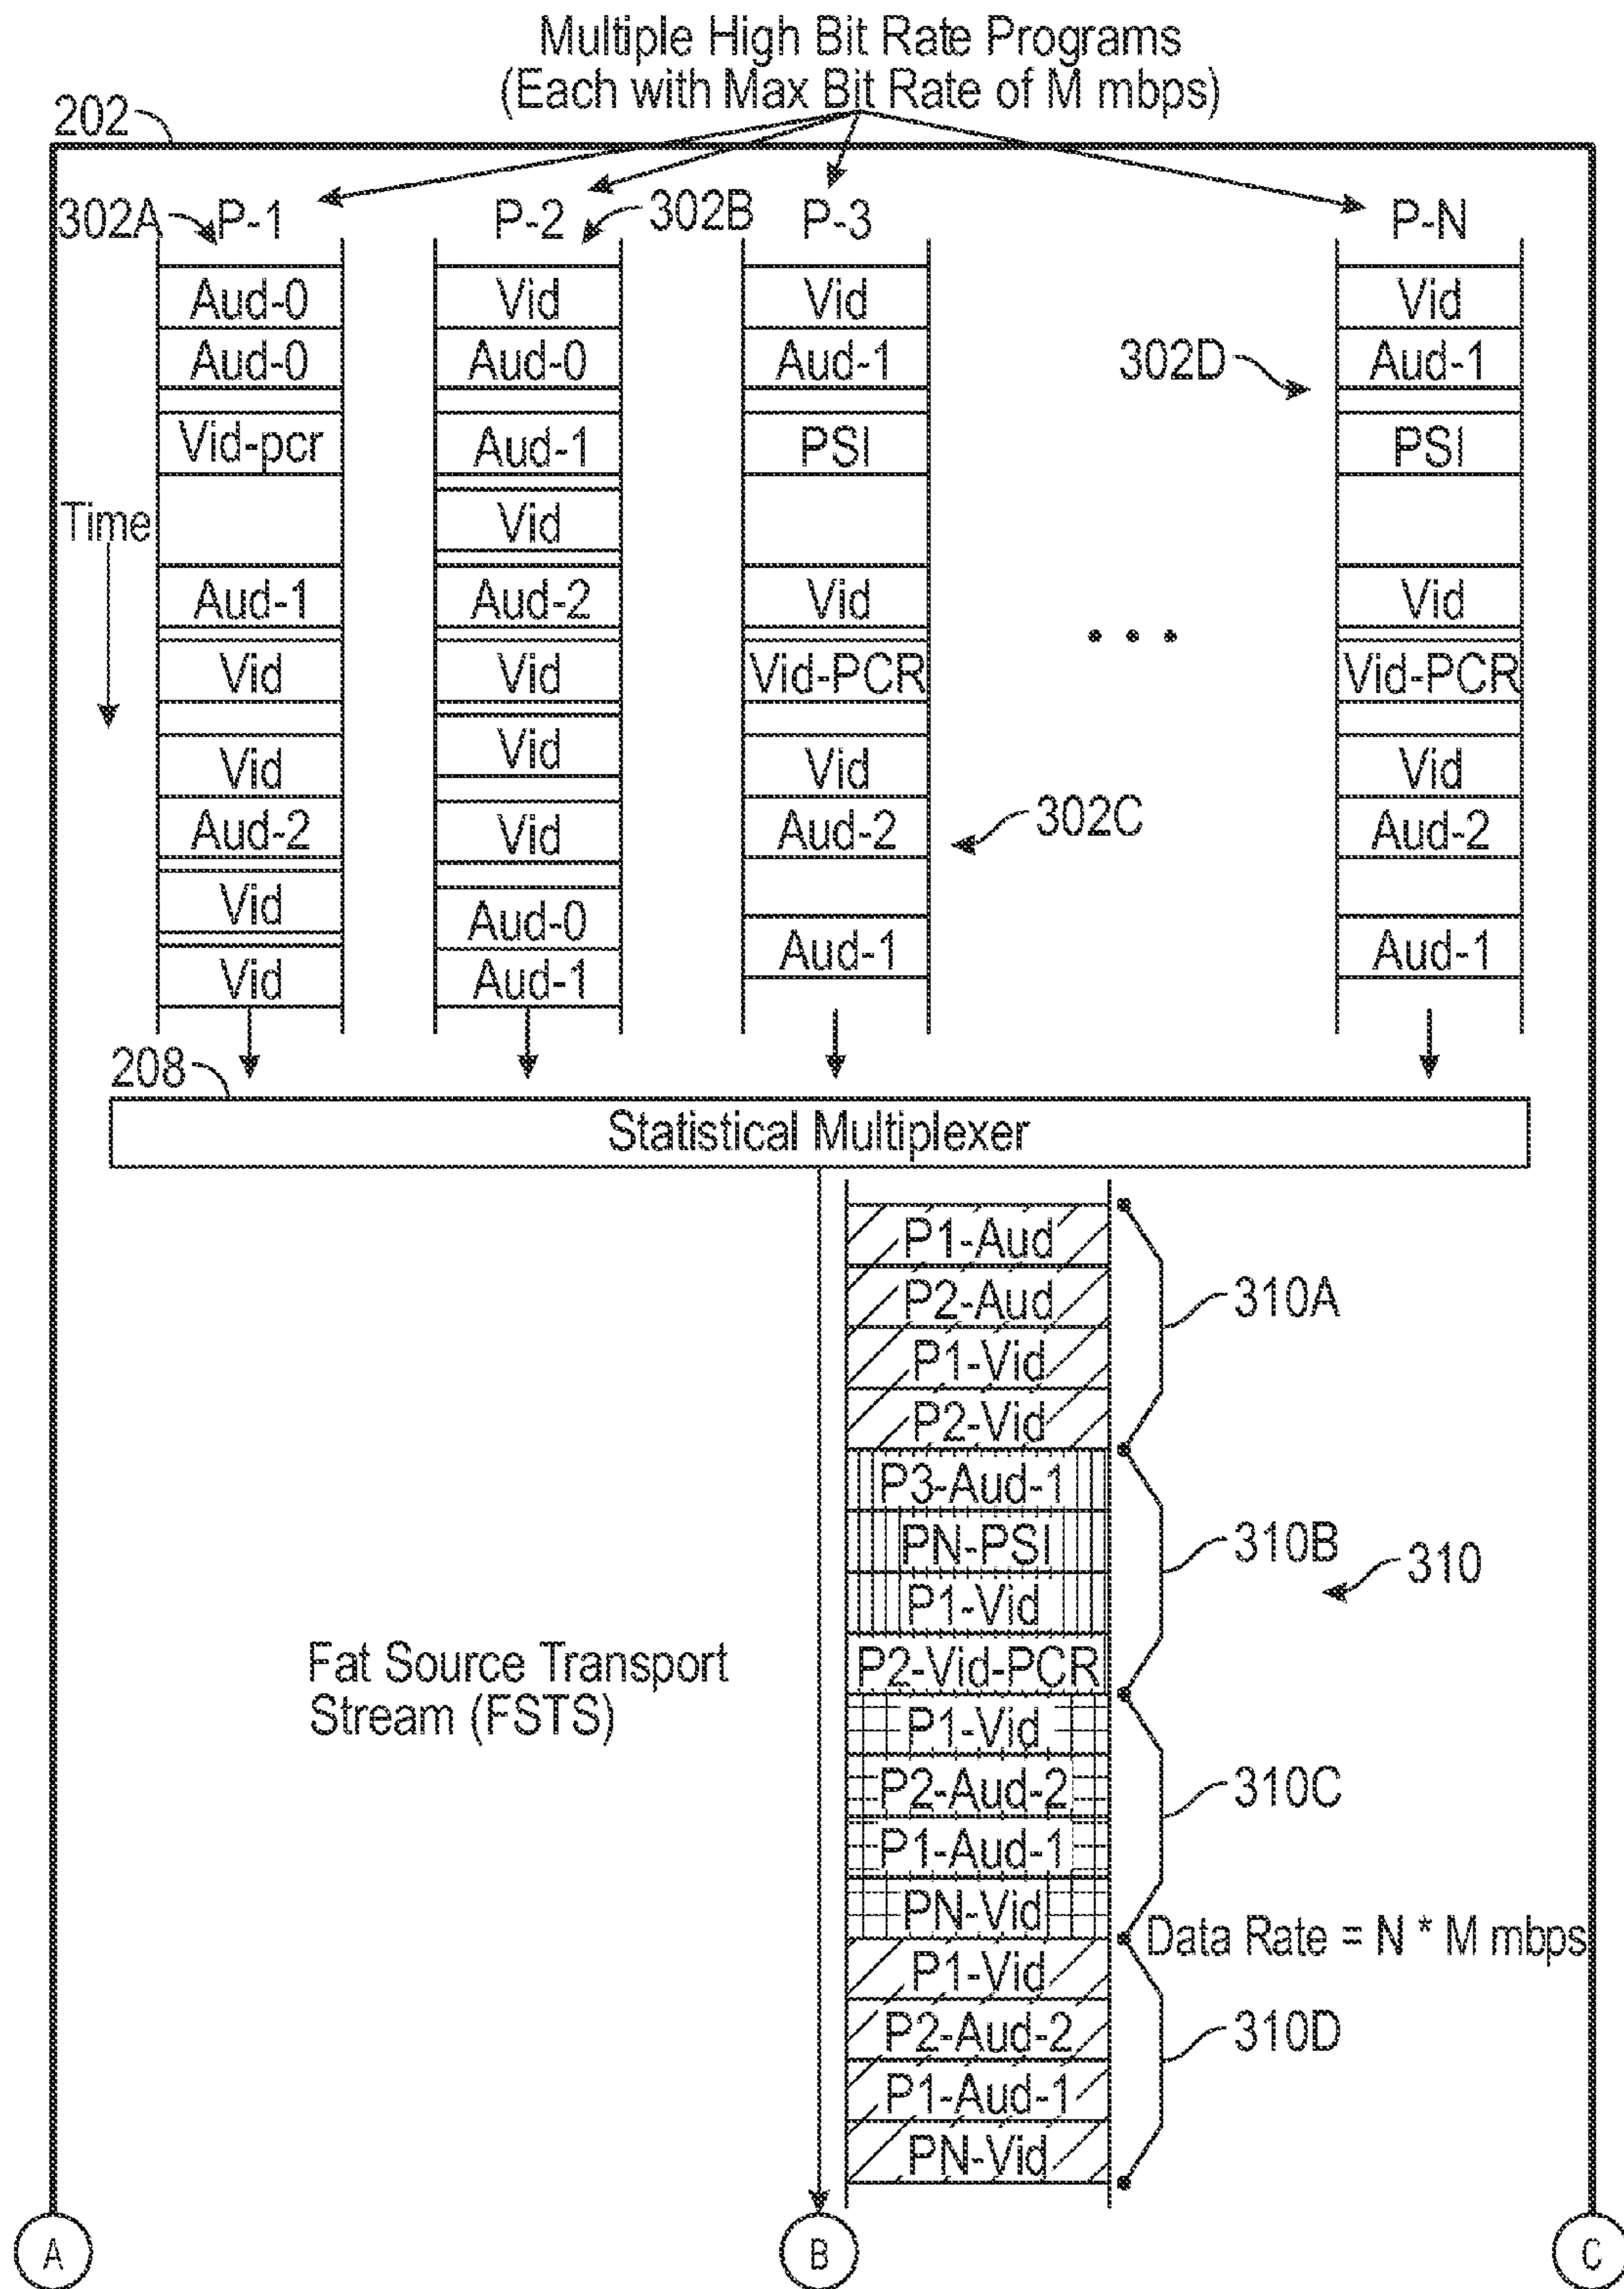 Multiple High Bit Rate Programs
(Each with Max Bit Rate of M mbps)
202
302A
P-1
P-2
302B
P-3
P-N
Aud-0
Aud-0
Vid-pcr
Aud-1
Vid
Vid
Aud-2
Vid
Vid
Vid
Aud-0
Aud-1
Vid
Aud-2
Vid
Vid
Vid
Aud-0
Aud-1
Vid
Aud-1
PSI
Vid
Vid-PCR
Vid
Aud-2
Aud-1
302C
302D
Vid
Aud-1
PSI
Vid
Vid-PCR
Vid
Aud-2
Aud-1
Time
• • •
208
Statistical Multiplexer
P1-Aud
P2-Aud
P1-Vid
P2-Vid
310A
P3-Aud-1
PN-PSI
P1-Vid
P2-Vid-PCR
310B
310
Fat Source Transport
Stream (FSTS)
P1-Vid
P2-Aud-2
P1-Aud-1
PN-Vid
310C
Data Rate = N * M mbps
P1-Vid
P2-Aud-2
P1-Aud-1
PN-Vid
310D
A
B
C